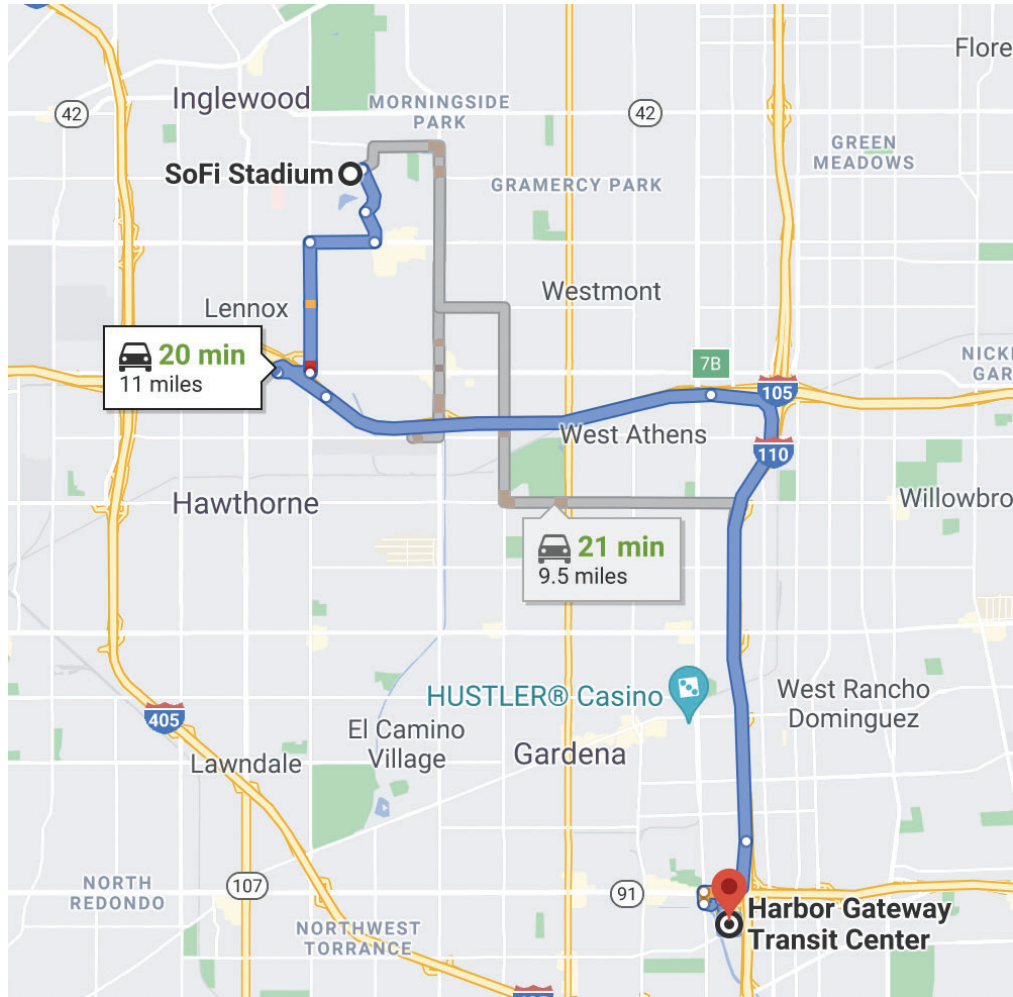 Flore
Inglewood
MORNINGSIDE
PARK
42
42
GREEN
MEADOWS
SoFi Stadium
GRAMERCY PARK
Westmont
Lennox
20 min
11 miles
7B
NICK
GAR
105
West Athens
110
Hawthorne
Willowbro
21 min
9.5 miles
HUSTLER® Casino
West Rancho
Dominguez
405
El Camino
Village
Gardena
Lawndale
107
91
NORTH
REDONDO
Harbor Gateway
Transit Center
NORTHWEST
TORRANCE